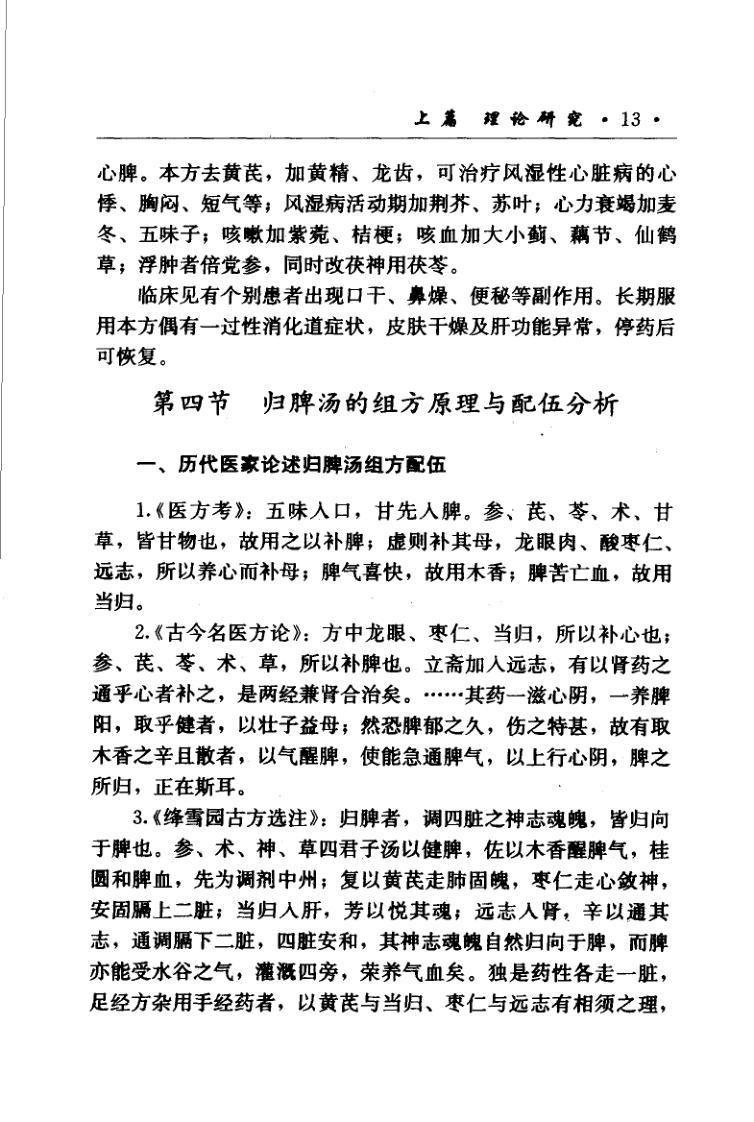 上篇 理论研究 ·13·
心脾。本方去黄芪，加黄精、龙齿，可治疗风湿性心脏病的心
悸、胸闷、短气等；风湿病活动期加荆芥、苏叶；心力衰竭加麦
冬、五味子；咳嗽加紫菀、桔梗；咳血加大小蓟、藕节、仙鹤
草；浮肿者倍党参，同时改茯神用茯苓。
临床见有个别患者出现口干、鼻燥、便秘等副作用。长期服
用本方偶有一过性消化道症状，皮肤干燥及肝功能异常，停药后
可恢复。
第四节 归脾汤的组方原理与配伍分析
一、历代医家论述归脾汤组方配伍
1.《医方考》：五味入口，甘先入脾。参、芪、苓、术、甘
草，皆甘物也，故用之以补脾；虚则补其母，龙眼肉、酸枣仁、
远志，所以养心而补母；脾气喜快，故用木香；脾苦亡血，故用
当归。
2.《古今名医方论》：方中龙眼、枣仁、当归，所以补心也；
参、芪、苓、术、草，所以补脾也。立斋加入远志，有以肾药之
通乎心者补之，是两经兼肾合治矣。……其药一滋心阴，一养脾
阳，取乎健者，以壮子益母；然恐脾郁之久，伤之特甚，故有取
木香之辛且散者，以气醒脾，使能急通脾气，以上行心阴，脾之
所归，正在斯耳。
3.《绛雪园古方选注》：归脾者，调四脏之神志魂魄，皆归向
于脾也。参、术、神、草四君子汤以健脾，佐以木香醒脾气，桂
圆和脾血，先为调剂中州；复以黄芪走肺固魄，枣仁走心敛神，
安固膈上二脏；当归入肝，芳以悦其魂；远志入肾，辛以通其
志，通调膈下二脏，四脏安和，其神志魂魄自然归向于脾，而脾
亦能受水谷之气，灌溉四旁，荣养气血矣。独是药性各走一脏，
足经方杂用手经药者，以黄芪与当归、枣仁与远志有相须之理，